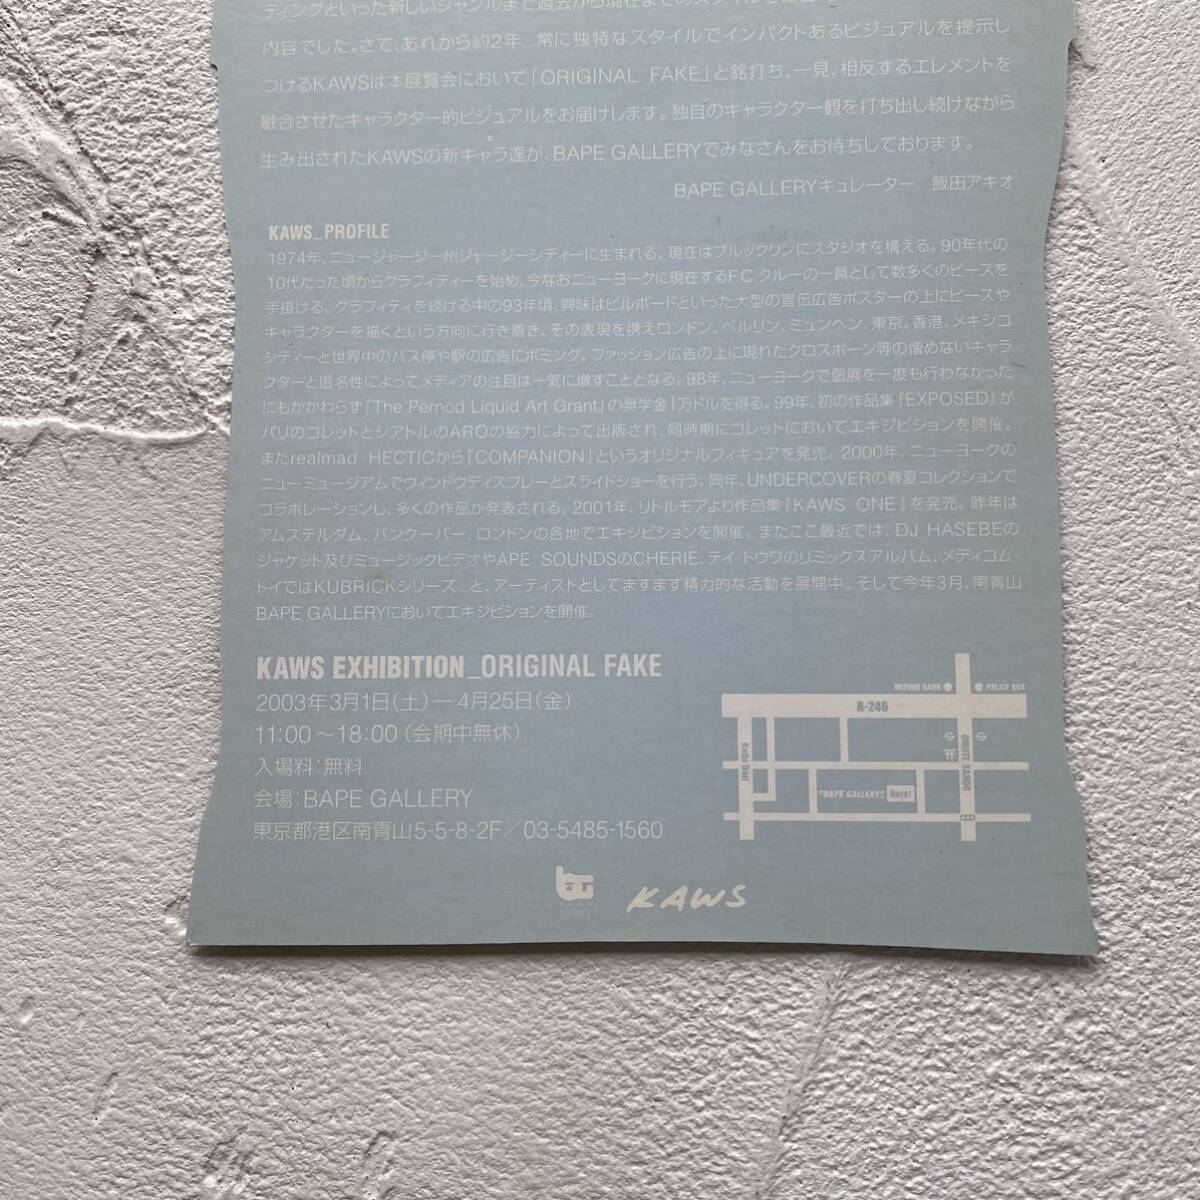 ティングといった新しいジャンルまで過去から現在までのスタイルを
内容でした。さて、あれから約2年...常に独特なスタイルでインパクトあるビジュアルを提示し
つけるKAWSは本展覧会において「ORIGINAL FAKE」と銘打ち、一見、相反するエレメントを
融合させたキャラクター的ビジュアルをお届けします。独自のキャラクター観を打ち出し続けながら
生み出されたKAWSの新キャラ達が、BAPE GALLERYでみなさんをお待ちしております。
BAPE GALLERYキュレーター 飯田アキオ
KAWS_PROFILE
1974年、ニュージャージー州ジャージーシティーに生まれる。現在はブルックリンにスタジオを構える。90年代の
10代だった頃からグラフィティーを始め、今なおニューヨークに現在するF.C.クルーの一員として数多くのピースを
手掛ける。グラフィティを続ける中の93年頃、興味はビルボードといった大型の宣伝広告ポスターの上にピースや
キャラクターを描くという方向に行き着き、その表現を携えロンドン、ベルリン、ミュンヘン、東京、香港、メキシコ
シティーと世界中のバス停や駅の広告にボミング。ファッション広告の上に現れたクロスボーン等の憎めないキャラ
クターと匿名性によってメディアの注目は一気に増すこととなる。98年、ニューヨークで個展を一度も行わなかった
にもかかわらず「The Pernod Liquid Art Grant」の奨学金1万ドルを得る。99年、初の作品集『EXPOSED』が
パリのコレットとシアトルのAROの協力によって出版され、同時期にコレットにおいてエキジビションを開催。
またrealmad HECTICから「COMPANION」というオリジナルフィギュアを発売。2000年、ニューヨークの
ニューミュージアムでウィンドウディスプレーとスライドショーを行う。同年、UNDERCOVERの春夏コレクションで
コラボレーションし、多くの作品が発表される。2001年、リトルモアより作品集『KAWS ONE』を発売。昨年は
アムステルダム、バンクーバー、ロンドンの各地でエキジビションを開催。またここ最近では、DJ HASEBEの
ジャケット及びミュージックビデオやAPE SOUNDSのCHERIE、テイ・トウワのリミックスアルバム、メディコム・
トイではKUBRICKシリーズ...と、アーティストとしてますます精力的な活動を展開中。そして今年3月、南青山
BAPE GALLERYにおいてエキジビションを開催。
KAWS EXHIBITION_ORIGINAL FAKE
2003年3月1日(土)ー4月25日(金)
11:00〜18:00(会期中無休)
入場料:無料
会場:BAPE GALLERY
東京都港区南青山5-5-8-2F/03-5485-1560
MIZUHO BANK
POLICE BOX
R-246
OMOTE SANDO
"BAPE GALLERY!!
Here!
gallery
KAWS